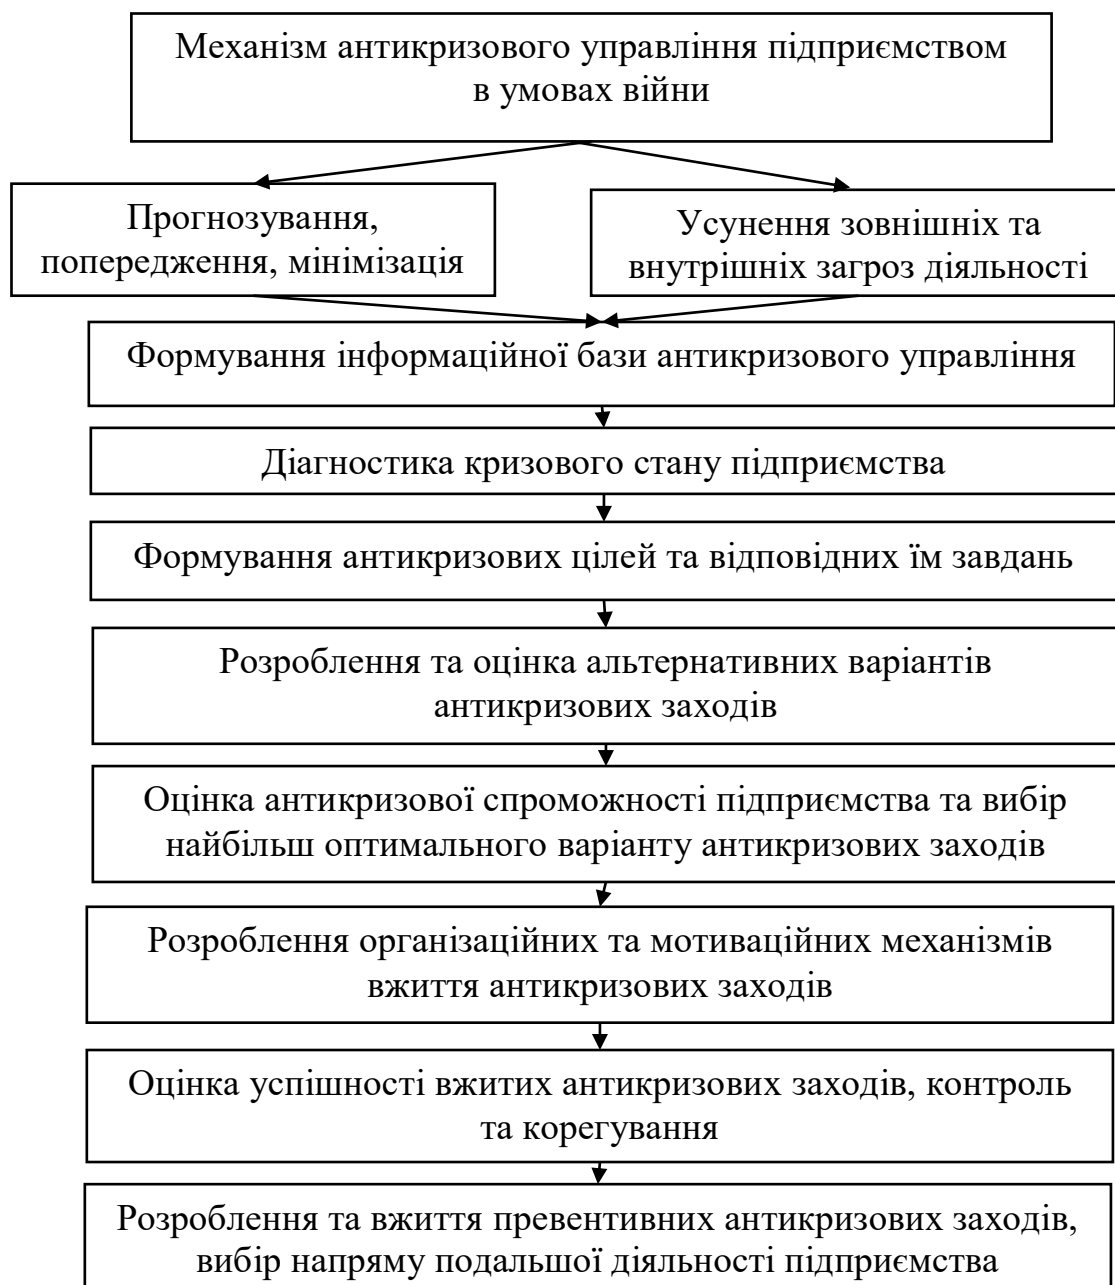 Механізм антикризового управління підприємством
в умовах війни
Прогнозування,
попередження, мінімізація
Усунення зовнішніх та
внутрішніх загроз діяльності
Формування інформаційної бази антикризового управління
Діагностика кризового стану підприємства
Формування антикризових цілей та відповідних їм завдань
Розроблення та оцінка альтернативних варіантів
антикризових заходів
Оцінка антикризової спроможності підприємства та вибір
найбільш оптимального варіанту антикризових заходів
Розроблення організаційних та мотиваційних механізмів
вжиття антикризових заходів
Оцінка успішності вжитих антикризових заходів, контроль
та корегування
Розроблення та вжиття превентивних антикризових заходів,
вибір напряму подальшої діяльності підприємства